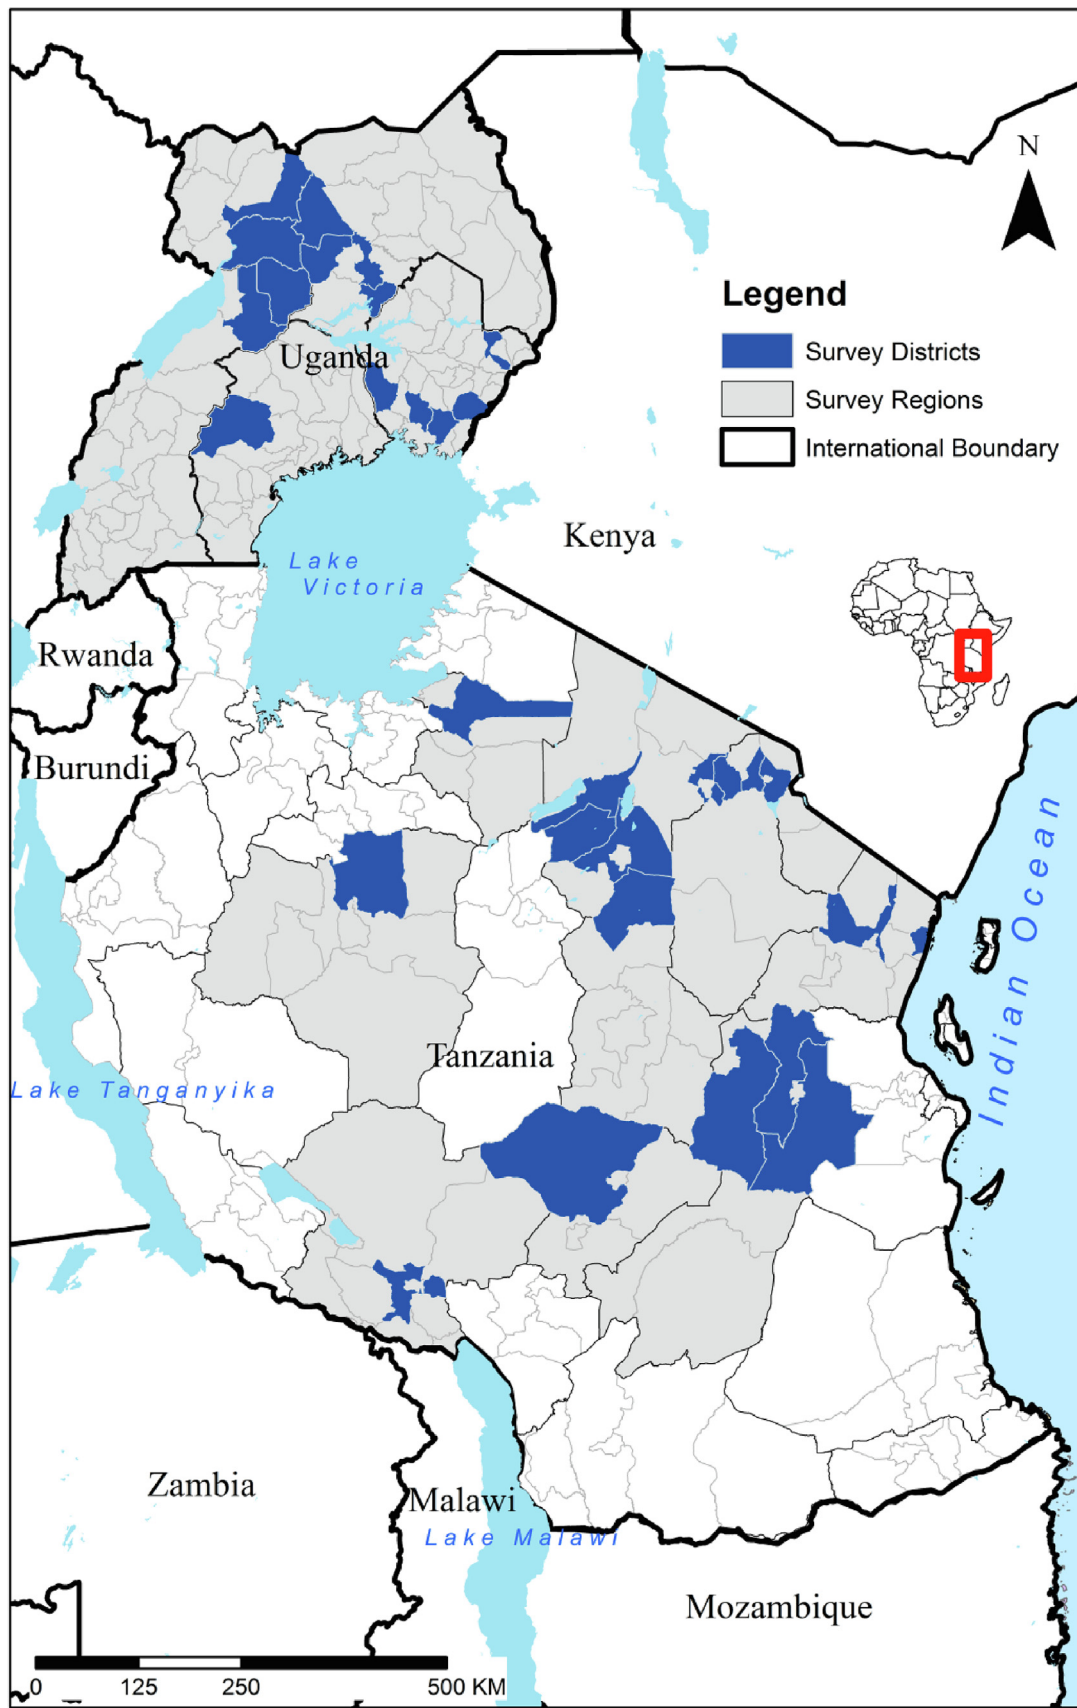 N
Legend
Survey Districts
Survey Regions
International Boundary
Uganda
Kenya
Lake
Victoria
Rwanda
Burundi
Indian Ocean
Tanzania
Lake Tanganyika
Zambia
Malawi
Lake Malawi
Mozambique
0 125 250 500 KM